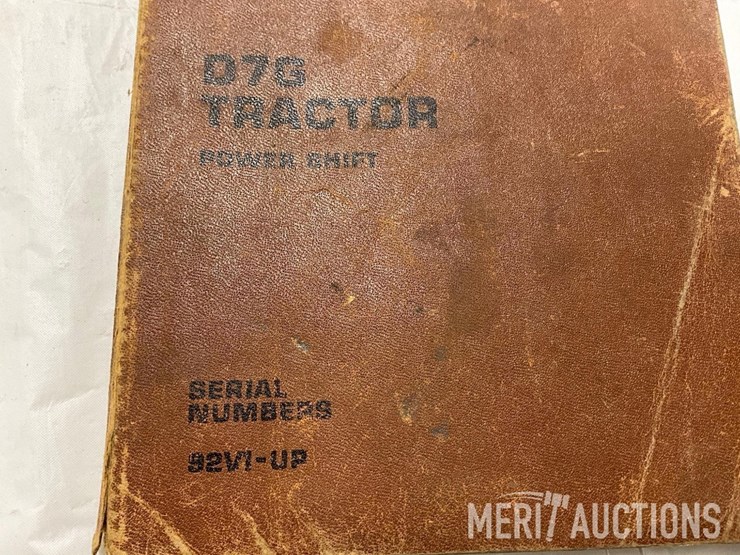 D7G
TRACTOR
POWER SHIFT
SERIAL
NUMBERS
92V1-UP
MERIT AUCTIONS